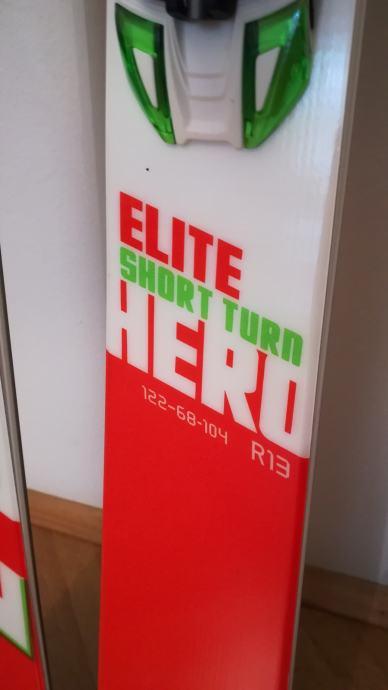 ELITE
SHORT TURN
HERO
122-68-104 R13